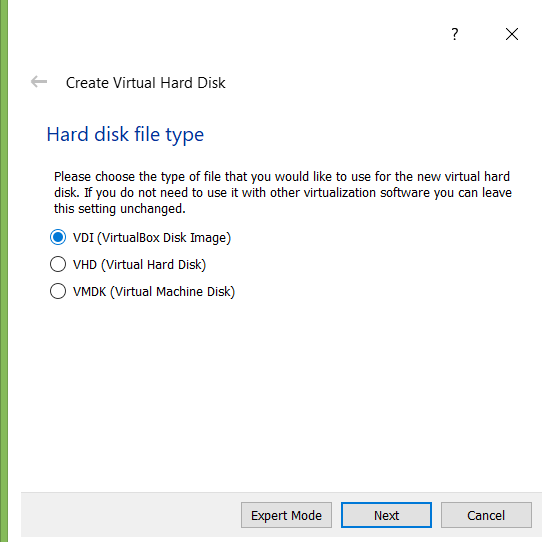 ?
Create Virtual Hard Disk
Hard disk file type
Please choose the type of file that you would like to use for the new virtual hard
disk. If you do not need to use it with other virtualization software you can leave
this setting unchanged.
VDI (VirtualBox Disk Image)
VHD (Virtual Hard Disk)
VMDK (Virtual Machine Disk)
Expert Mode Next Cancel